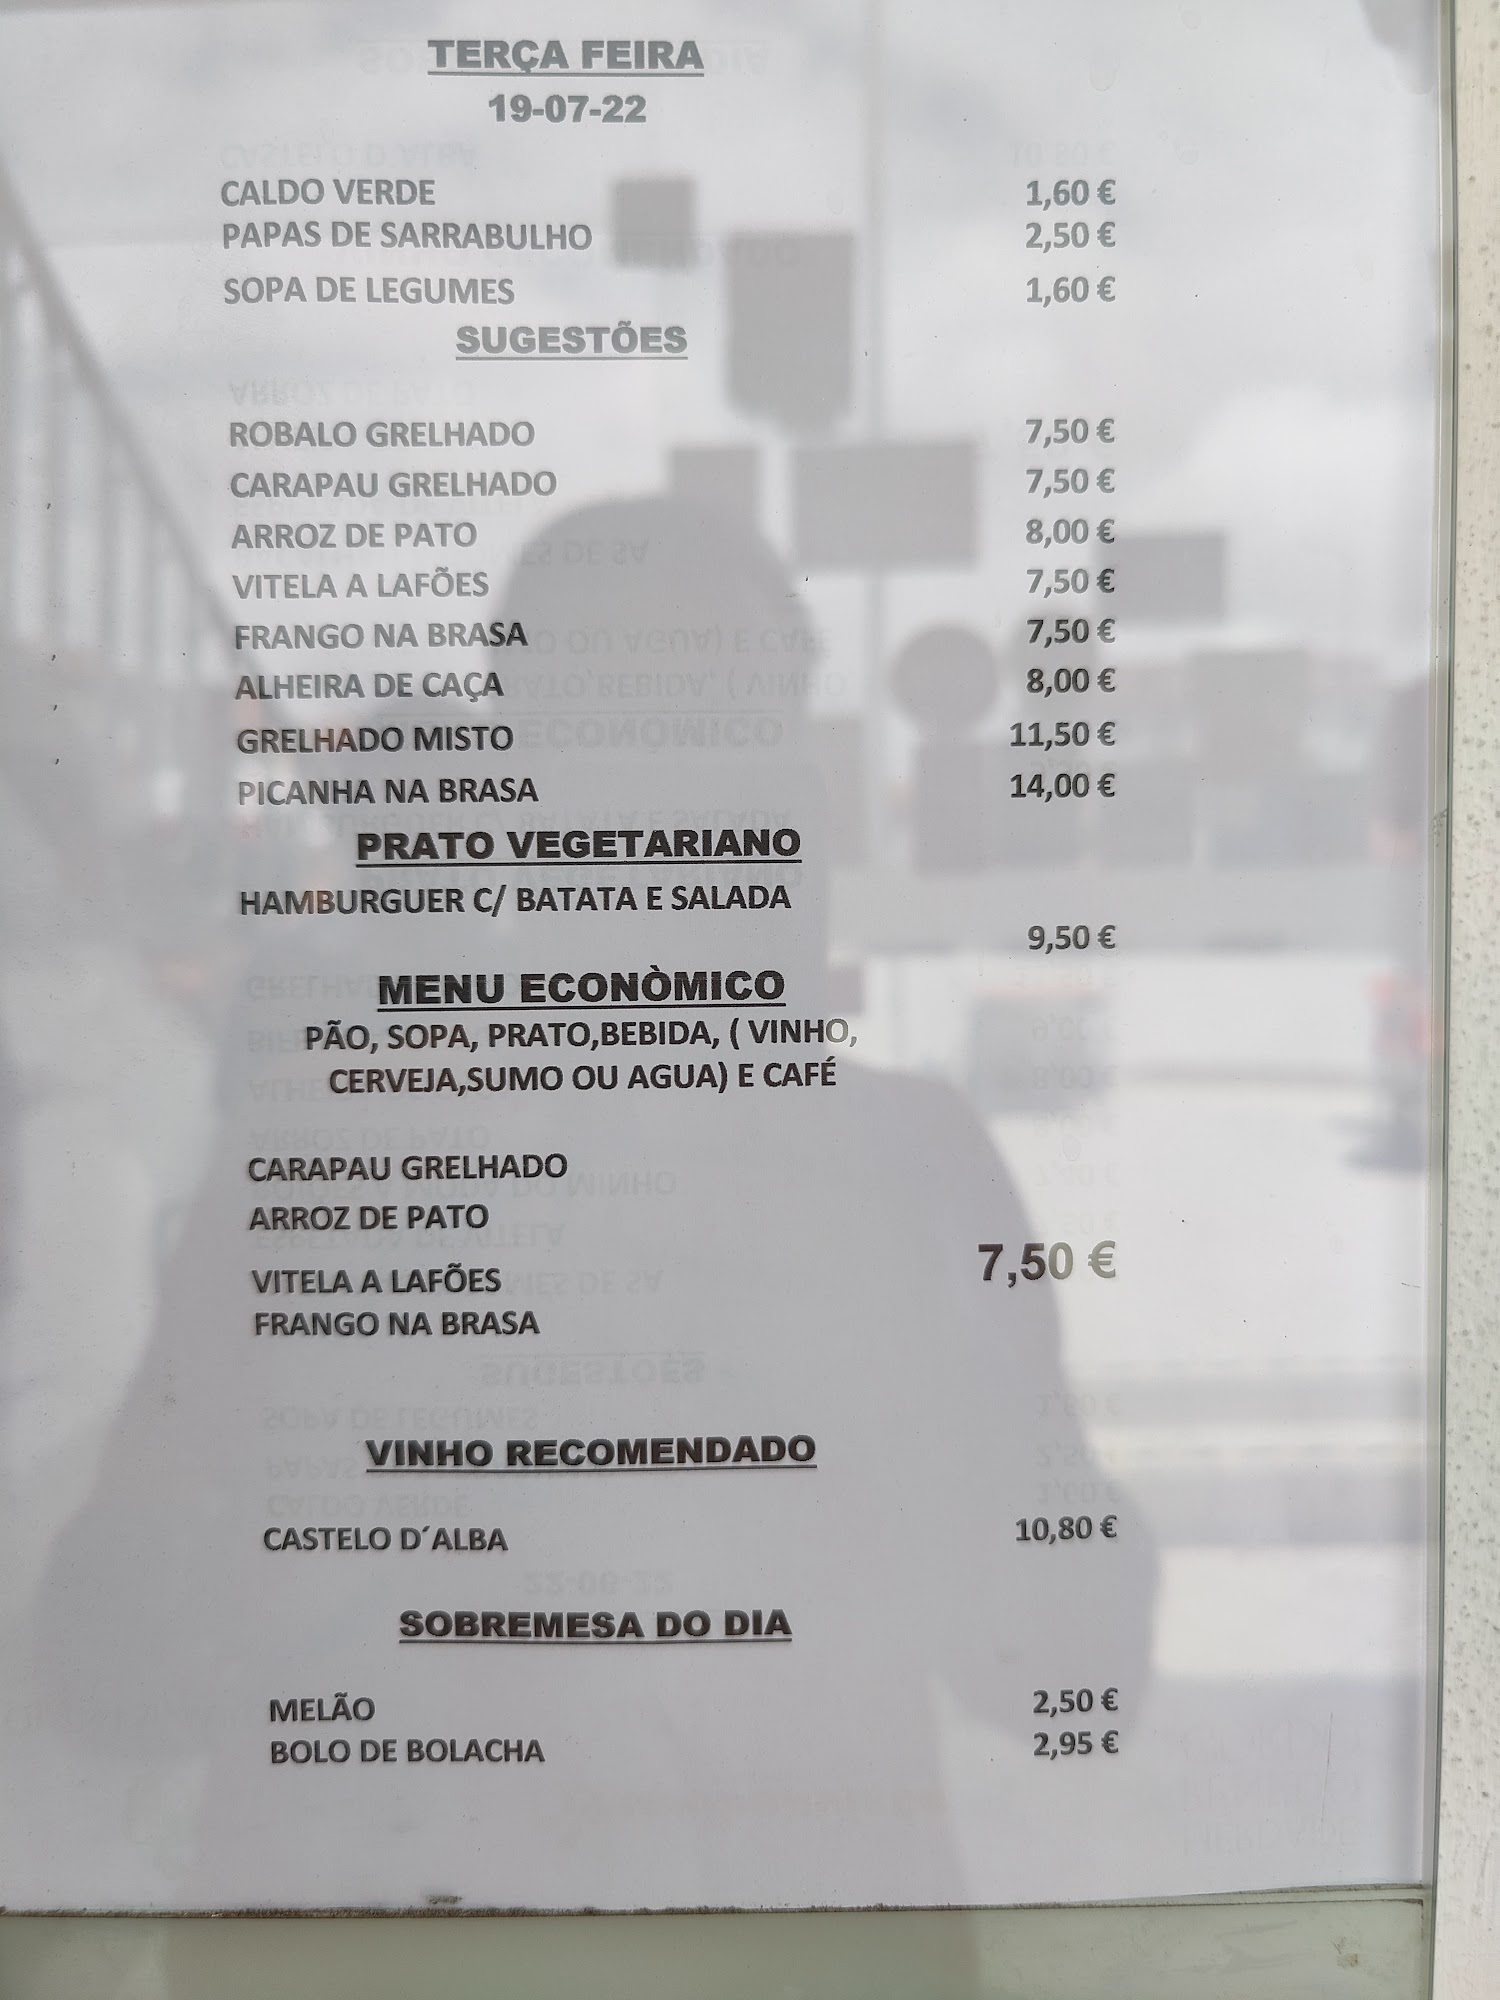 TERÇA FEIRA
19-07-22
CALDO VERDE 1,60 €
PAPAS DE SARRABULHO 2,50 €
SOPA DE LEGUMES 1,60 €
SUGESTÕES
ROBALO GRELHADO 7,50 €
CARAPAU GRELHADO 7,50 €
ARROZ DE PATO 8,00 €
VITELA A LAFÕES 7,50 €
FRANGO NA BRASA 7,50 €
ALHEIRA DE CAÇA 8,00 €
GRELHADO MISTO 11,50 €
PICANHA NA BRASA 14,00 €
PRATO VEGETARIANO
HAMBURGUER C/ BATATA E SALADA
9,50 €
MENU ECONÒMICO
PÃO, SOPA, PRATO,BEBIDA, ( VINHO,
CERVEJA,SUMO OU AGUA) E CAFÉ
CARAPAU GRELHADO
ARROZ DE PATO
7,50 €
VITELA A LAFÕES
FRANGO NA BRASA
VINHO RECOMENDADO
CASTELO D´ALBA 10,80 €
SOBREMESA DO DIA
MELÃO 2,50 €
BOLO DE BOLACHA 2,95 €